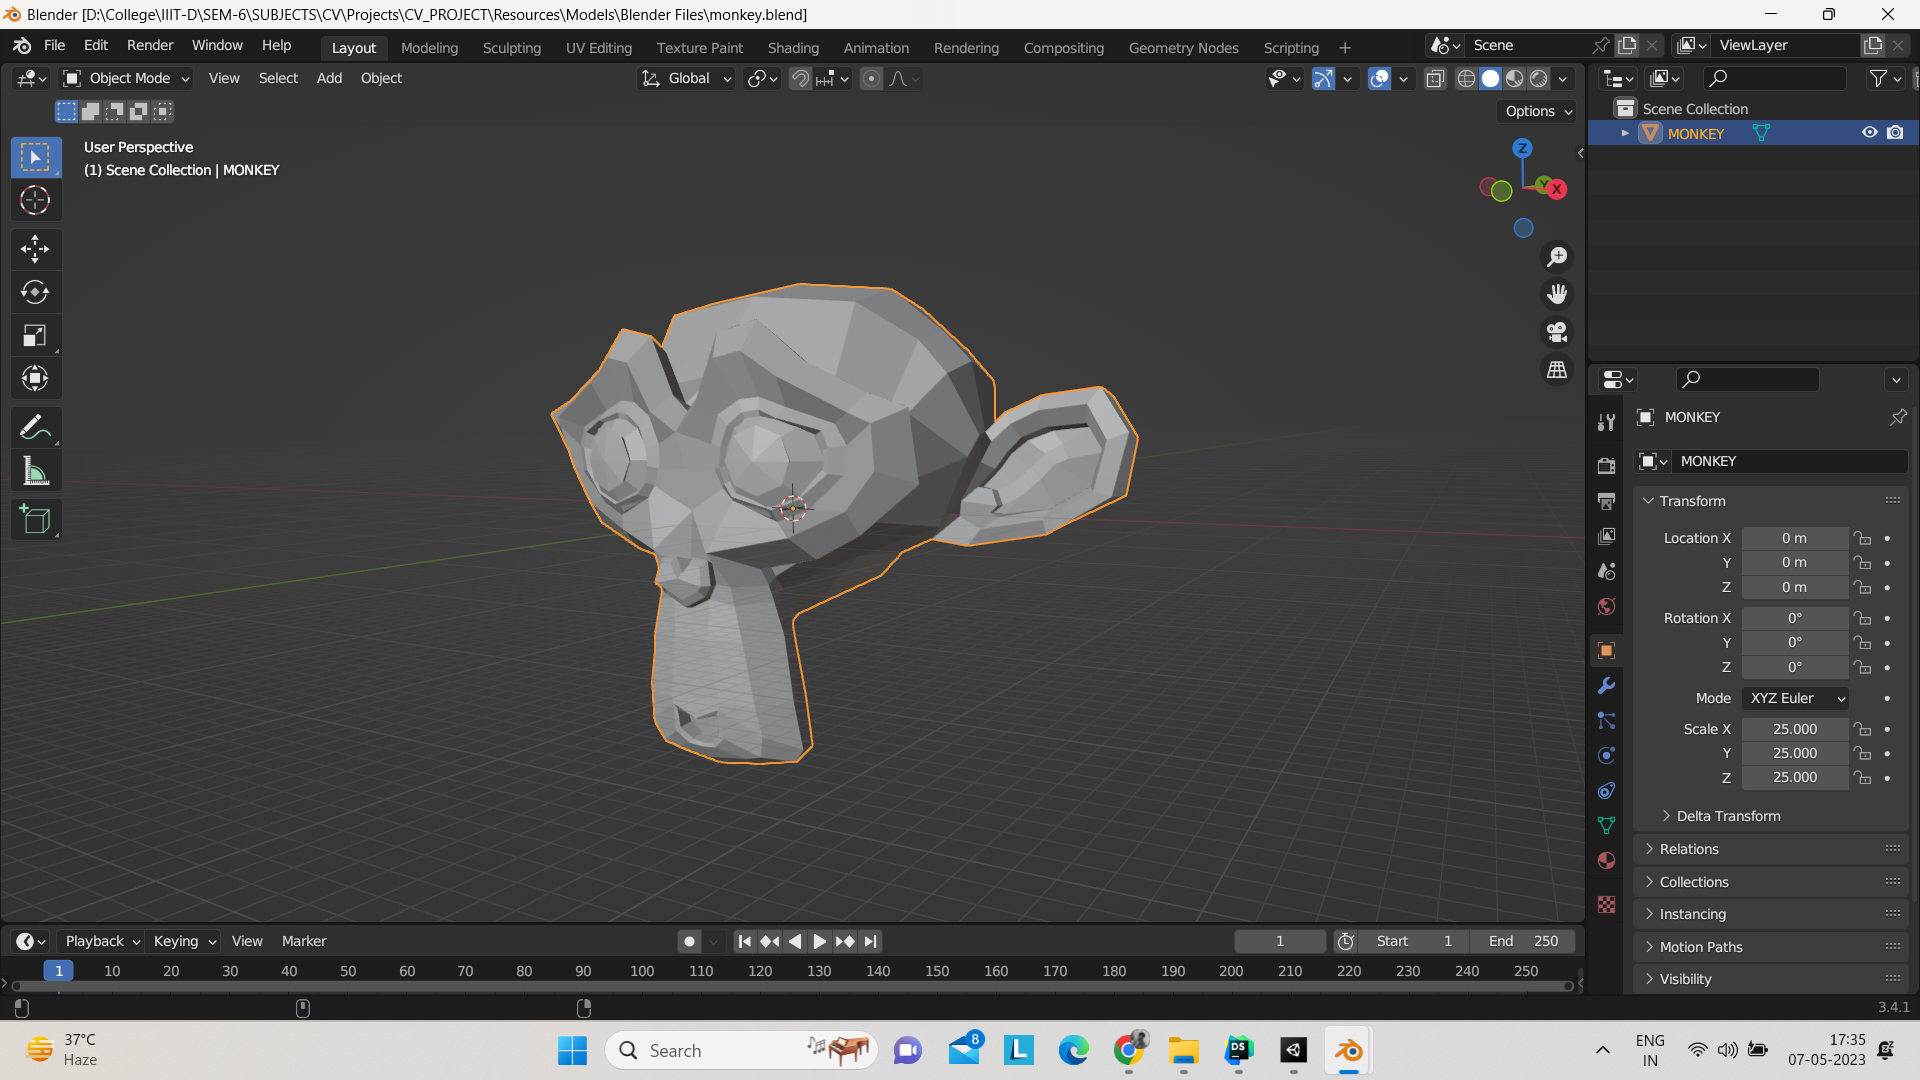 Blender [D:\College\IIIT-D\SEM-6\SUBJECTS\CV\Projects\CV_PROJECT\Resources\Models\Blender Files\monkey.blend]
File Edit Render Window Help
Layout Modeling Sculpting UV Editing Texture Paint Shading Animation Rendering Compositing Geometry Nodes Scripting +
Scene
ViewLayer
Object Mode View Select Add Object
Global
Options
User Perspective
(1) Scene Collection | MONKEY
Z
Y
X
Scene Collection
MONKEY
MONKEY
MONKEY
Transform
Location X 0 m
Y 0 m
Z 0 m
Rotation X 0°
Y 0°
Z 0°
Mode XYZ Euler
Scale X 25.000
Y 25.000
Z 25.000
Delta Transform
Relations
Collections
Instancing
Motion Paths
Visibility
Playback Keying View Marker
1
Start 1
End 250
1 10 20 30 40 50 60 70 80 90 100 110 120 130 140 150 160 170 180 190 200 210 220 230 240 250
3.4.1
37°C
Haze
Search
8
L
DS
ENG
IN
17:35
07-05-2023